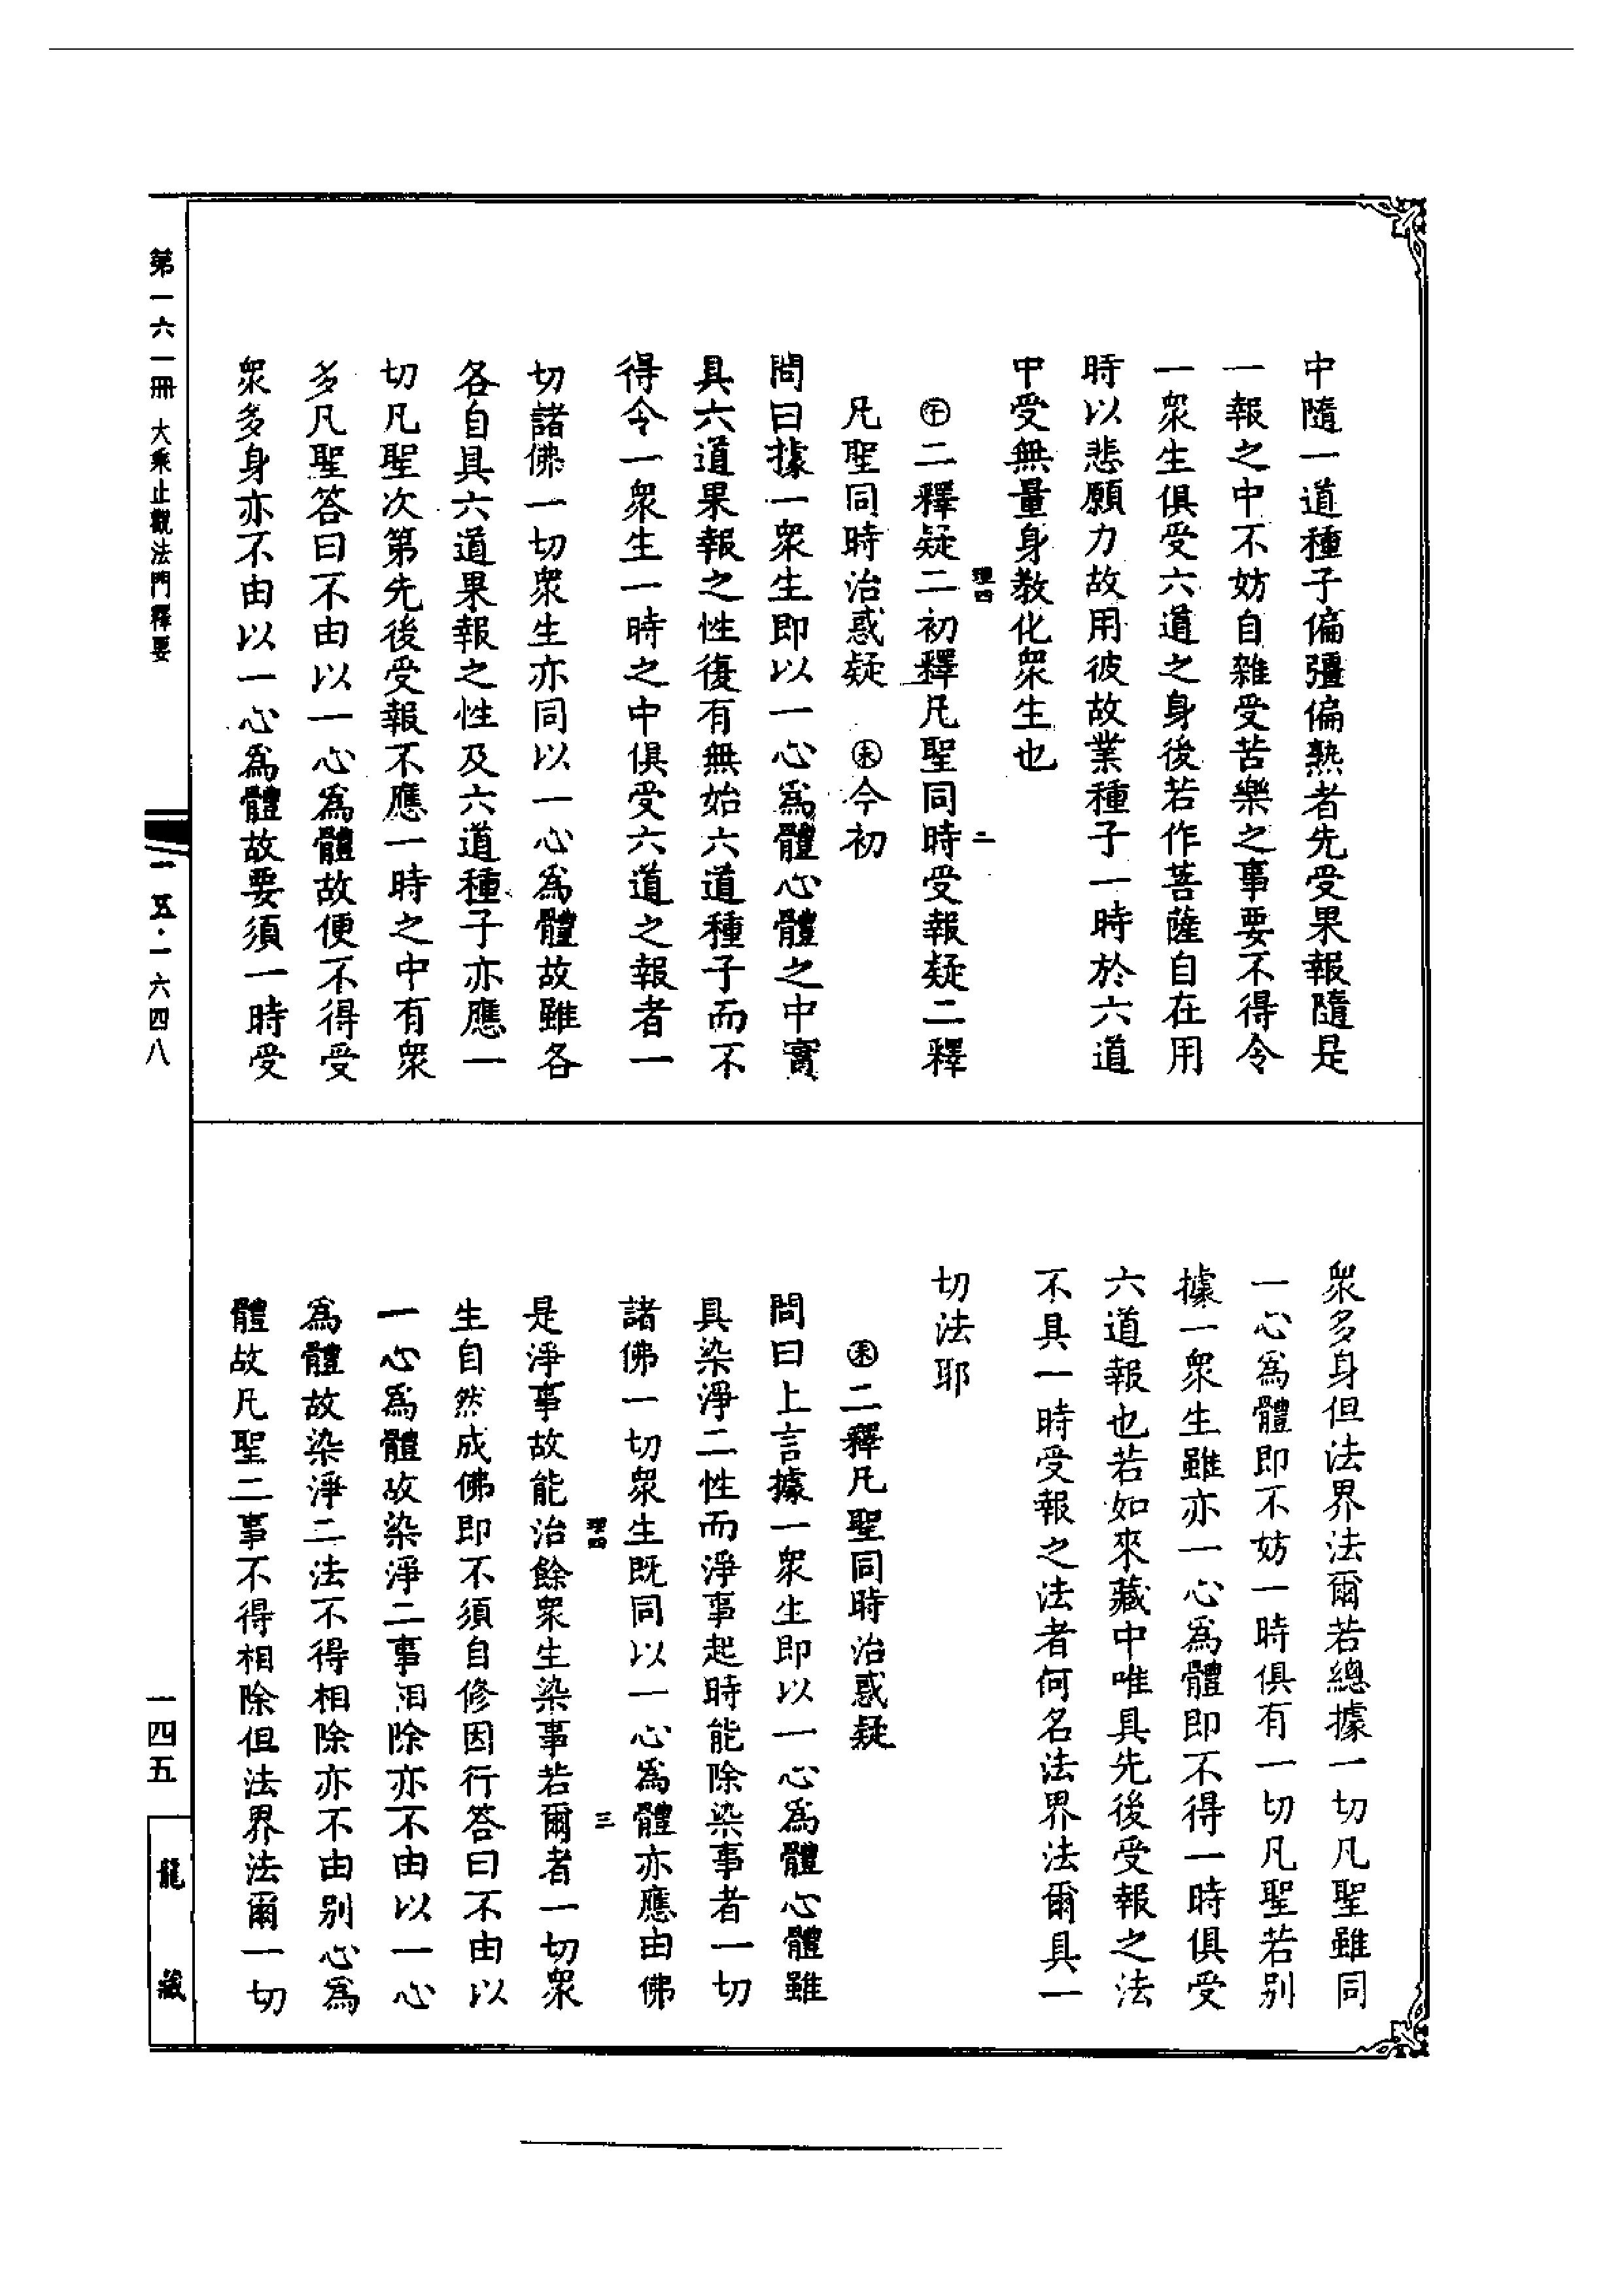 中隨一道種子偏彊偏熟者先受果報隨是
一報之中不妨自雜受苦樂之事要不得令
一衆生俱受六道之身後若作菩薩自在用
時以悲願力故用彼故業種子一時於六道
中受無量身教化衆生也
理四
二
㊍二釋疑二初釋凡聖同時受報疑二釋
凡聖同時治惑疑 ㊍今初
問曰據一衆生即以一心爲體心體之中實
具六道果報之性復有無始六道種子而不
得令一衆生一時之中俱受六道之報者一
切諸佛一切衆生亦同以一心爲體故雖各
各自具六道果報之性及六道種子亦應一
切凡聖次第先後受報不應一時之中有衆
多凡聖答曰不由以一心爲體故便不得受
衆多身亦不由以一心爲體故要須一時受
衆多身但法界法爾若總據一切凡聖雖同
一心爲體即不妨一時俱有一切凡聖若別
據一衆生雖亦一心爲體即不得一時俱受
六道報也若如來藏中唯具先後受報之法
不具一時受報之法者何名法界法爾具一
切法耶
未二釋凡聖同時治惑疑
問曰上言據一衆生即以一心爲體心體雖
具染淨二性而淨事起時能除染事者一切
諸佛一切衆生既同以一心爲體亦應由佛
理四
三
是淨事故能治餘衆生染事若爾者一切衆
生自然成佛即不須自修因行答曰不由以
一心爲體故染淨二事相除亦不由以一心
爲體故染淨二法不得相除亦不由別心爲
體故凡聖二事不得相除但法界法爾一切
第一六一冊 大乘止觀法門釋要
一五·一六四八
一四五
龍藏